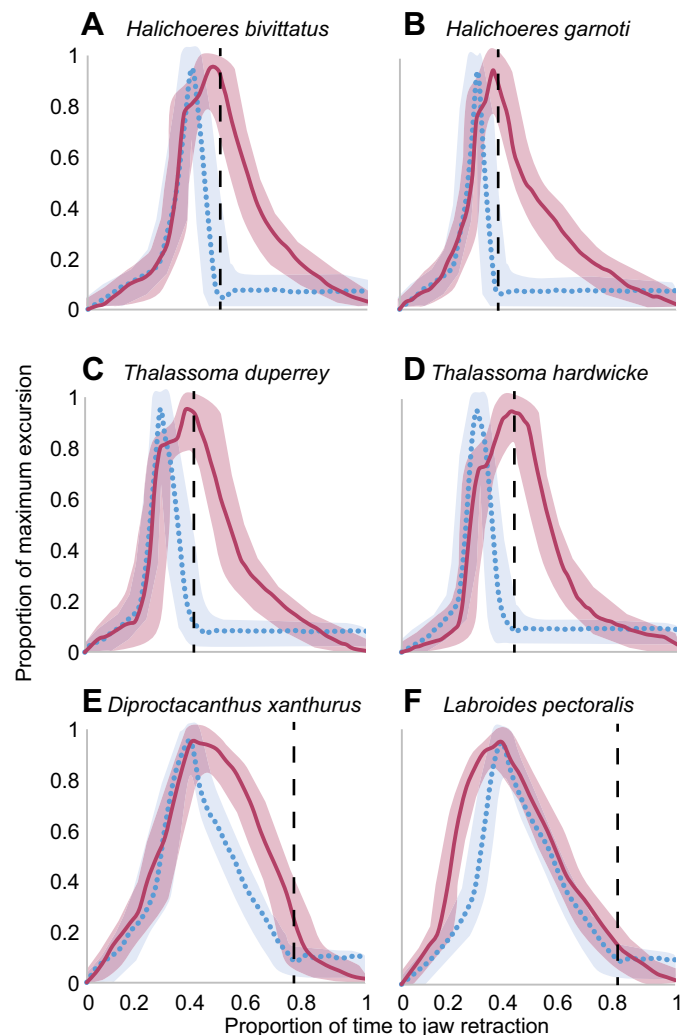 A Halichoeres bivittatus
B Halichoeres garnoti
1
0.8
0.6
0.4
0.2
0
C Thalassoma duperrey
D Thalassoma hardwicke
1
0.8
0.6
0.4
0.2
0
Proportion of maximum excursion
E Diproctacanthus xanthurus
F Labroides pectoralis
1
0.8
0.6
0.4
0.2
0
0 0.2 0.4 0.6 0.8 1
0 0.2 0.4 0.6 0.8 1
Proportion of time to jaw retraction